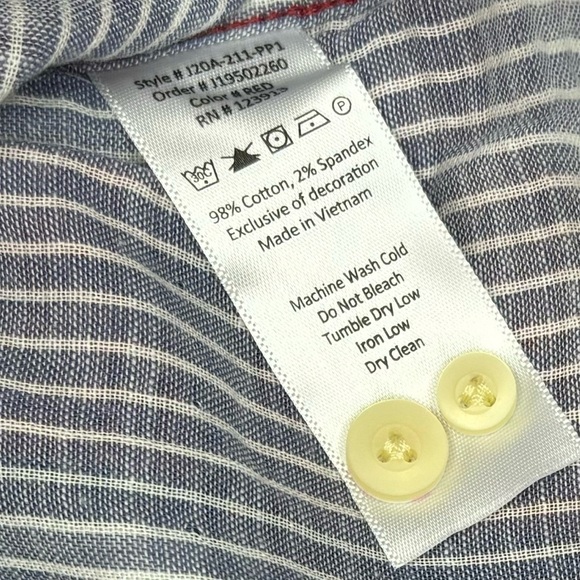 Style # J20A-211-PP1
Order # J19502260
Color # RED
RN #
98% Cotton, 2% Spandex
Exclusive of decoration
Made in Vietnam
Machine Wash Cold
Do Not Bleach
Tumble Dry Low
Iron Low
Dry Clean